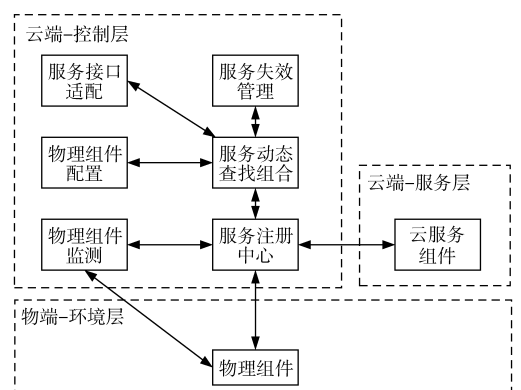 云端–控制层
服务接口
适配
服务失效
管理
物理组件
配置
服务动态
查找组合
云端–服务层
物理组件
监测
服务注册
中心
云服务
组件
物端–环境层
物理组件